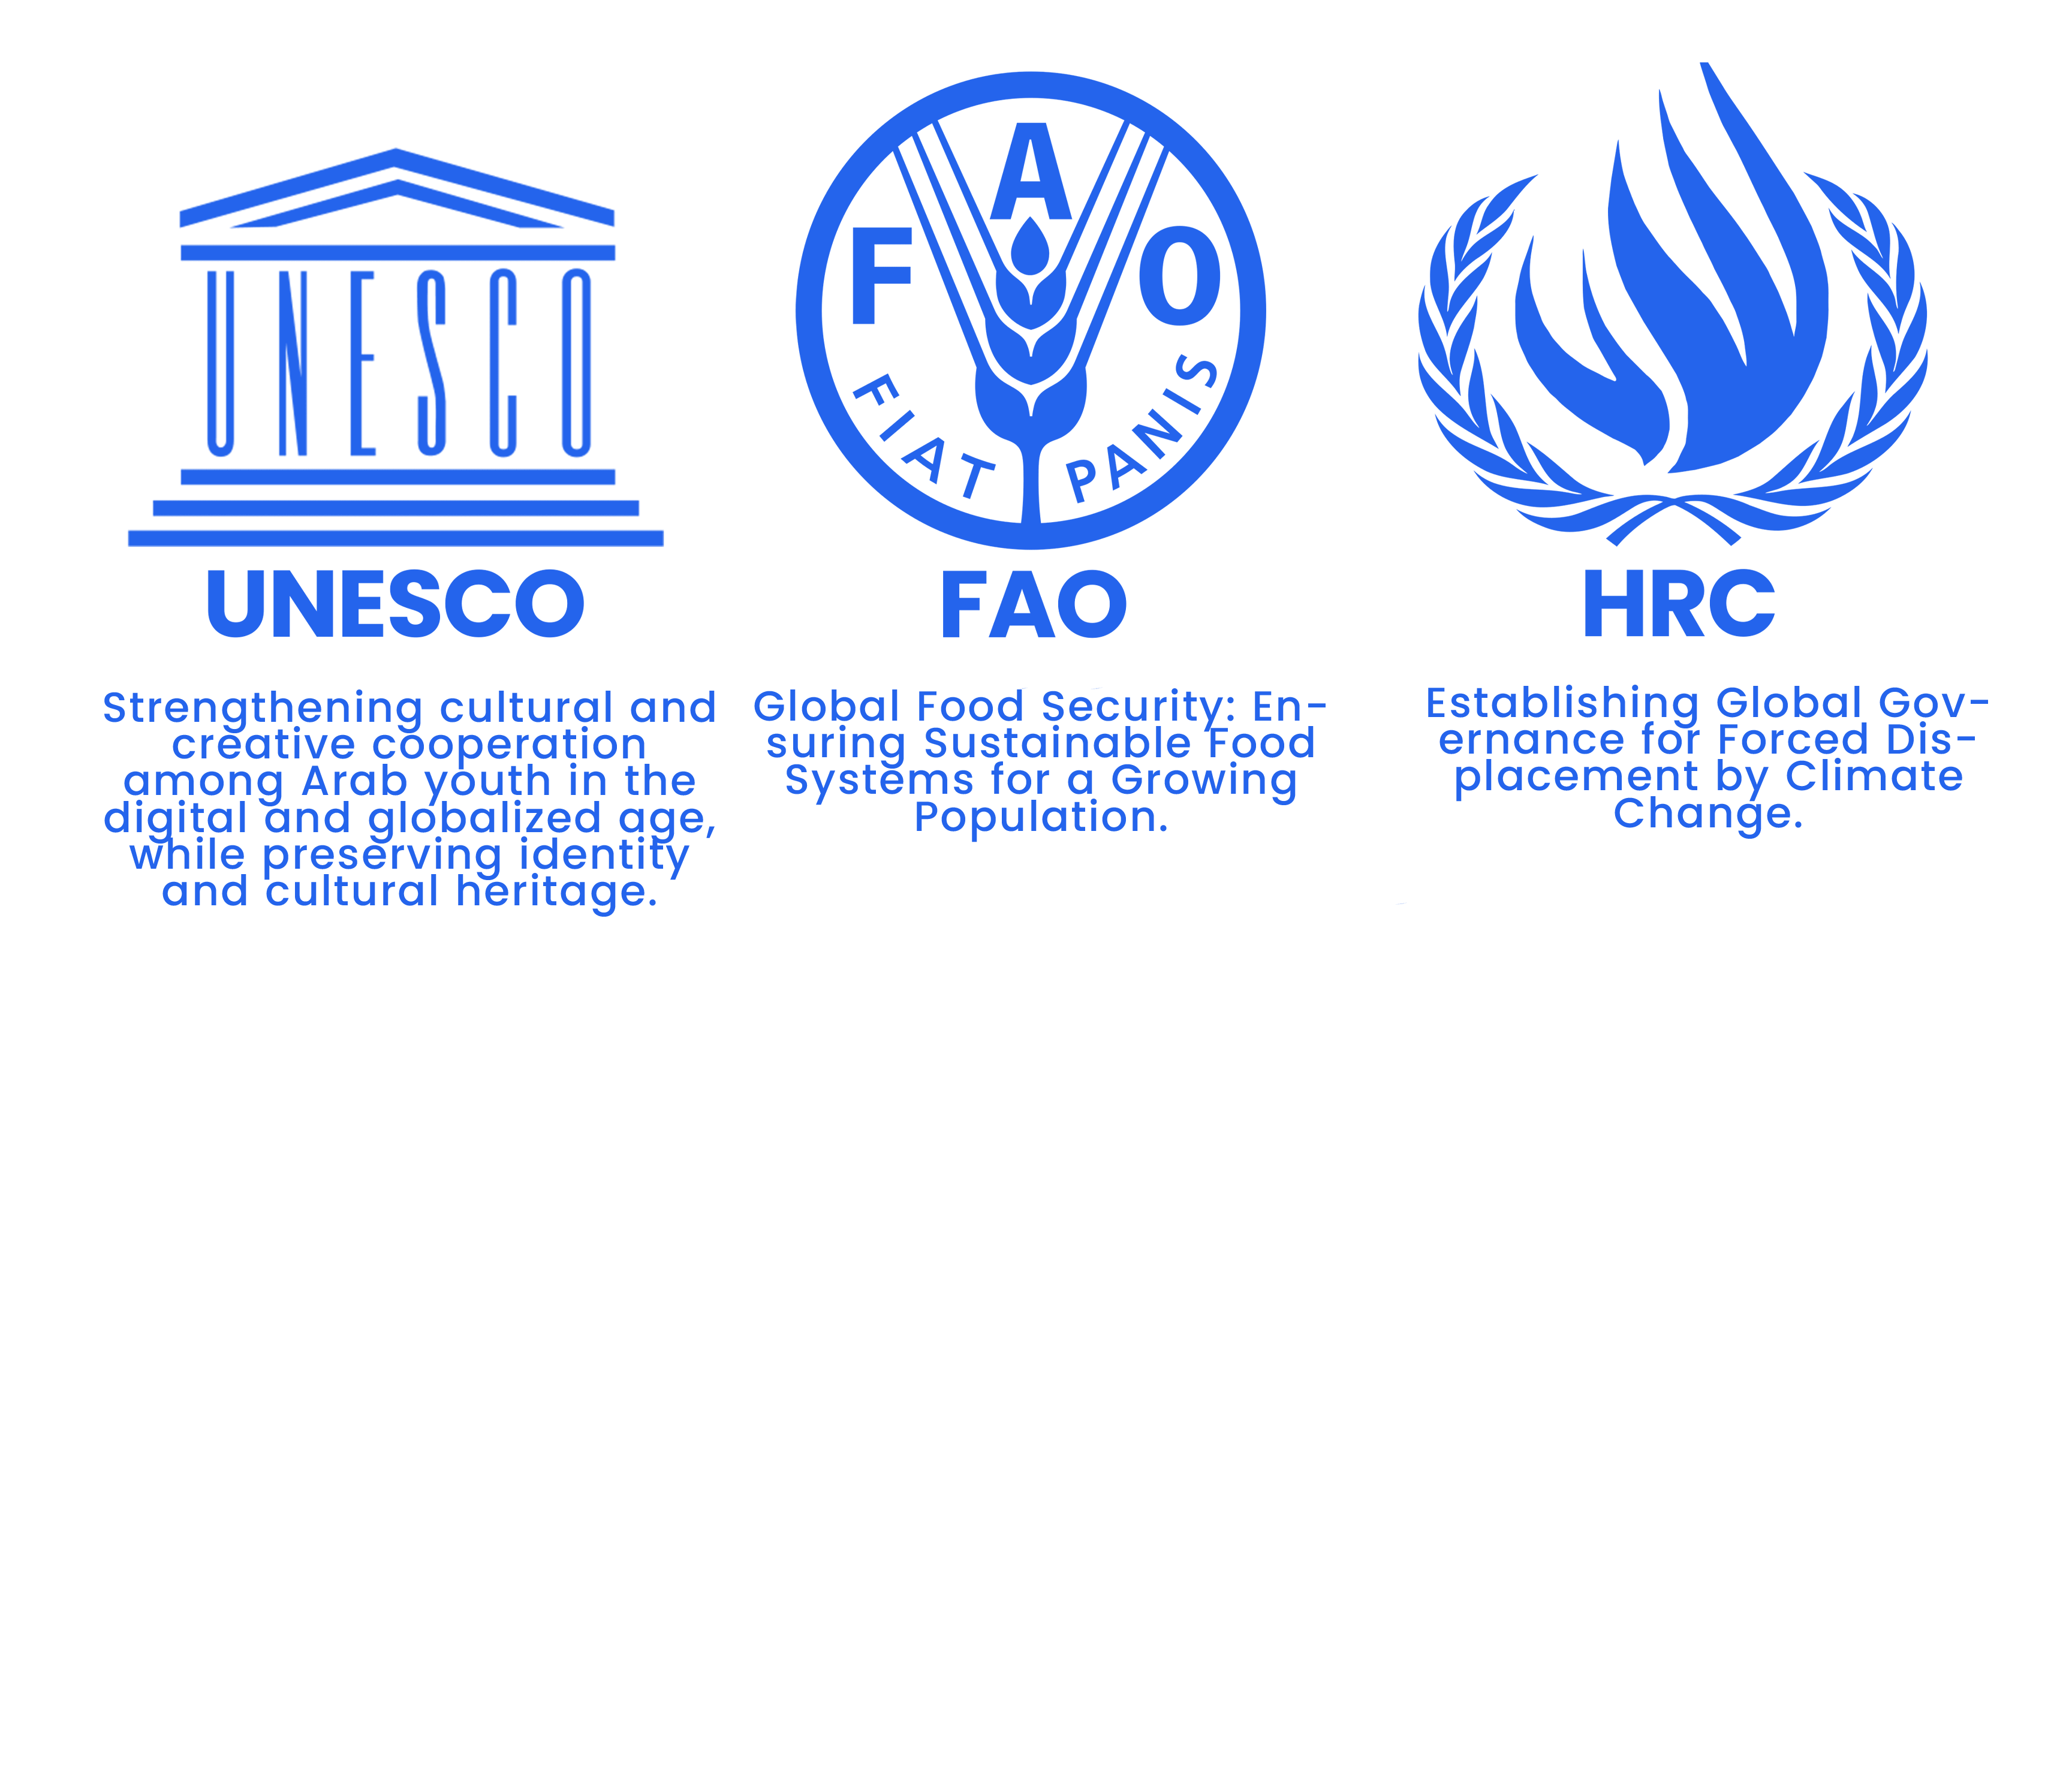 UNESCO
UNESCO
Strengthening cultural and
creative cooperation
among Arab youth in the
digital and globalized age,
while preserving identity
and cultural heritage.
F A O
FIAT PANIS
FAO
Global Food Security: En-
suring Sustainable Food
Systems for a Growing
Population.
HRC
Establishing Global Gov-
ernance for Forced Dis-
placement by Climate
Change.